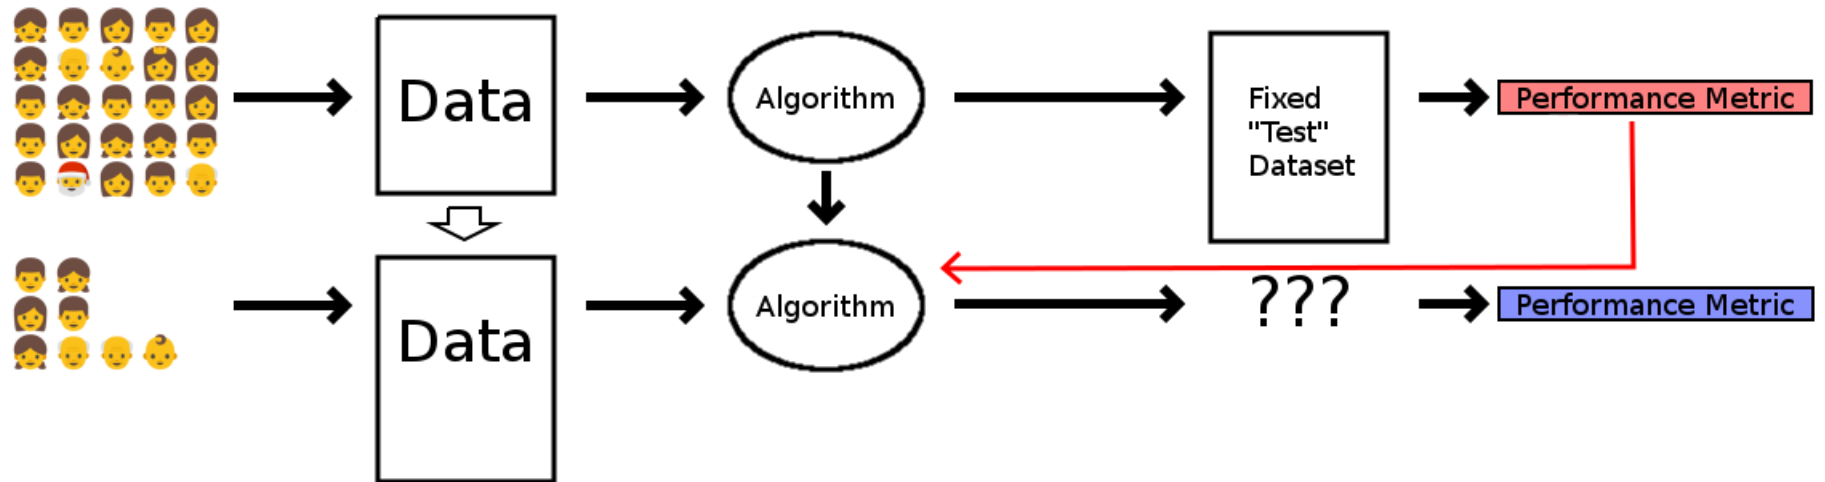 Data
Algorithm
Fixed
"Test"
Dataset
Performance Metric
Data
Algorithm
???
Performance Metric